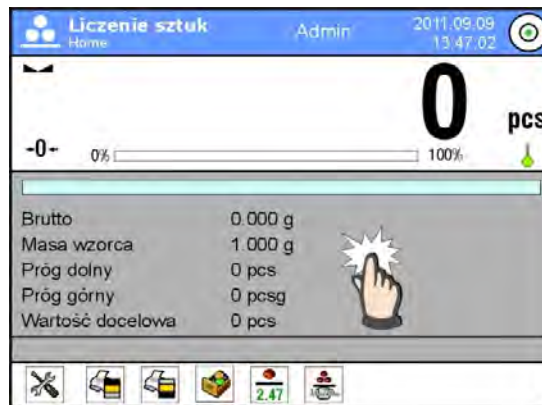 Liczenie sztuk
Home
Admin
2011.09.09
13:47:02
0
pcs
→0←
0%
100%
Brutto 0.000 g
Masa wzorca 1.000 g
Próg dolny 0 pcs
Próg górny 0 pcsg
Wartość docelowa 0 pcs
2.47